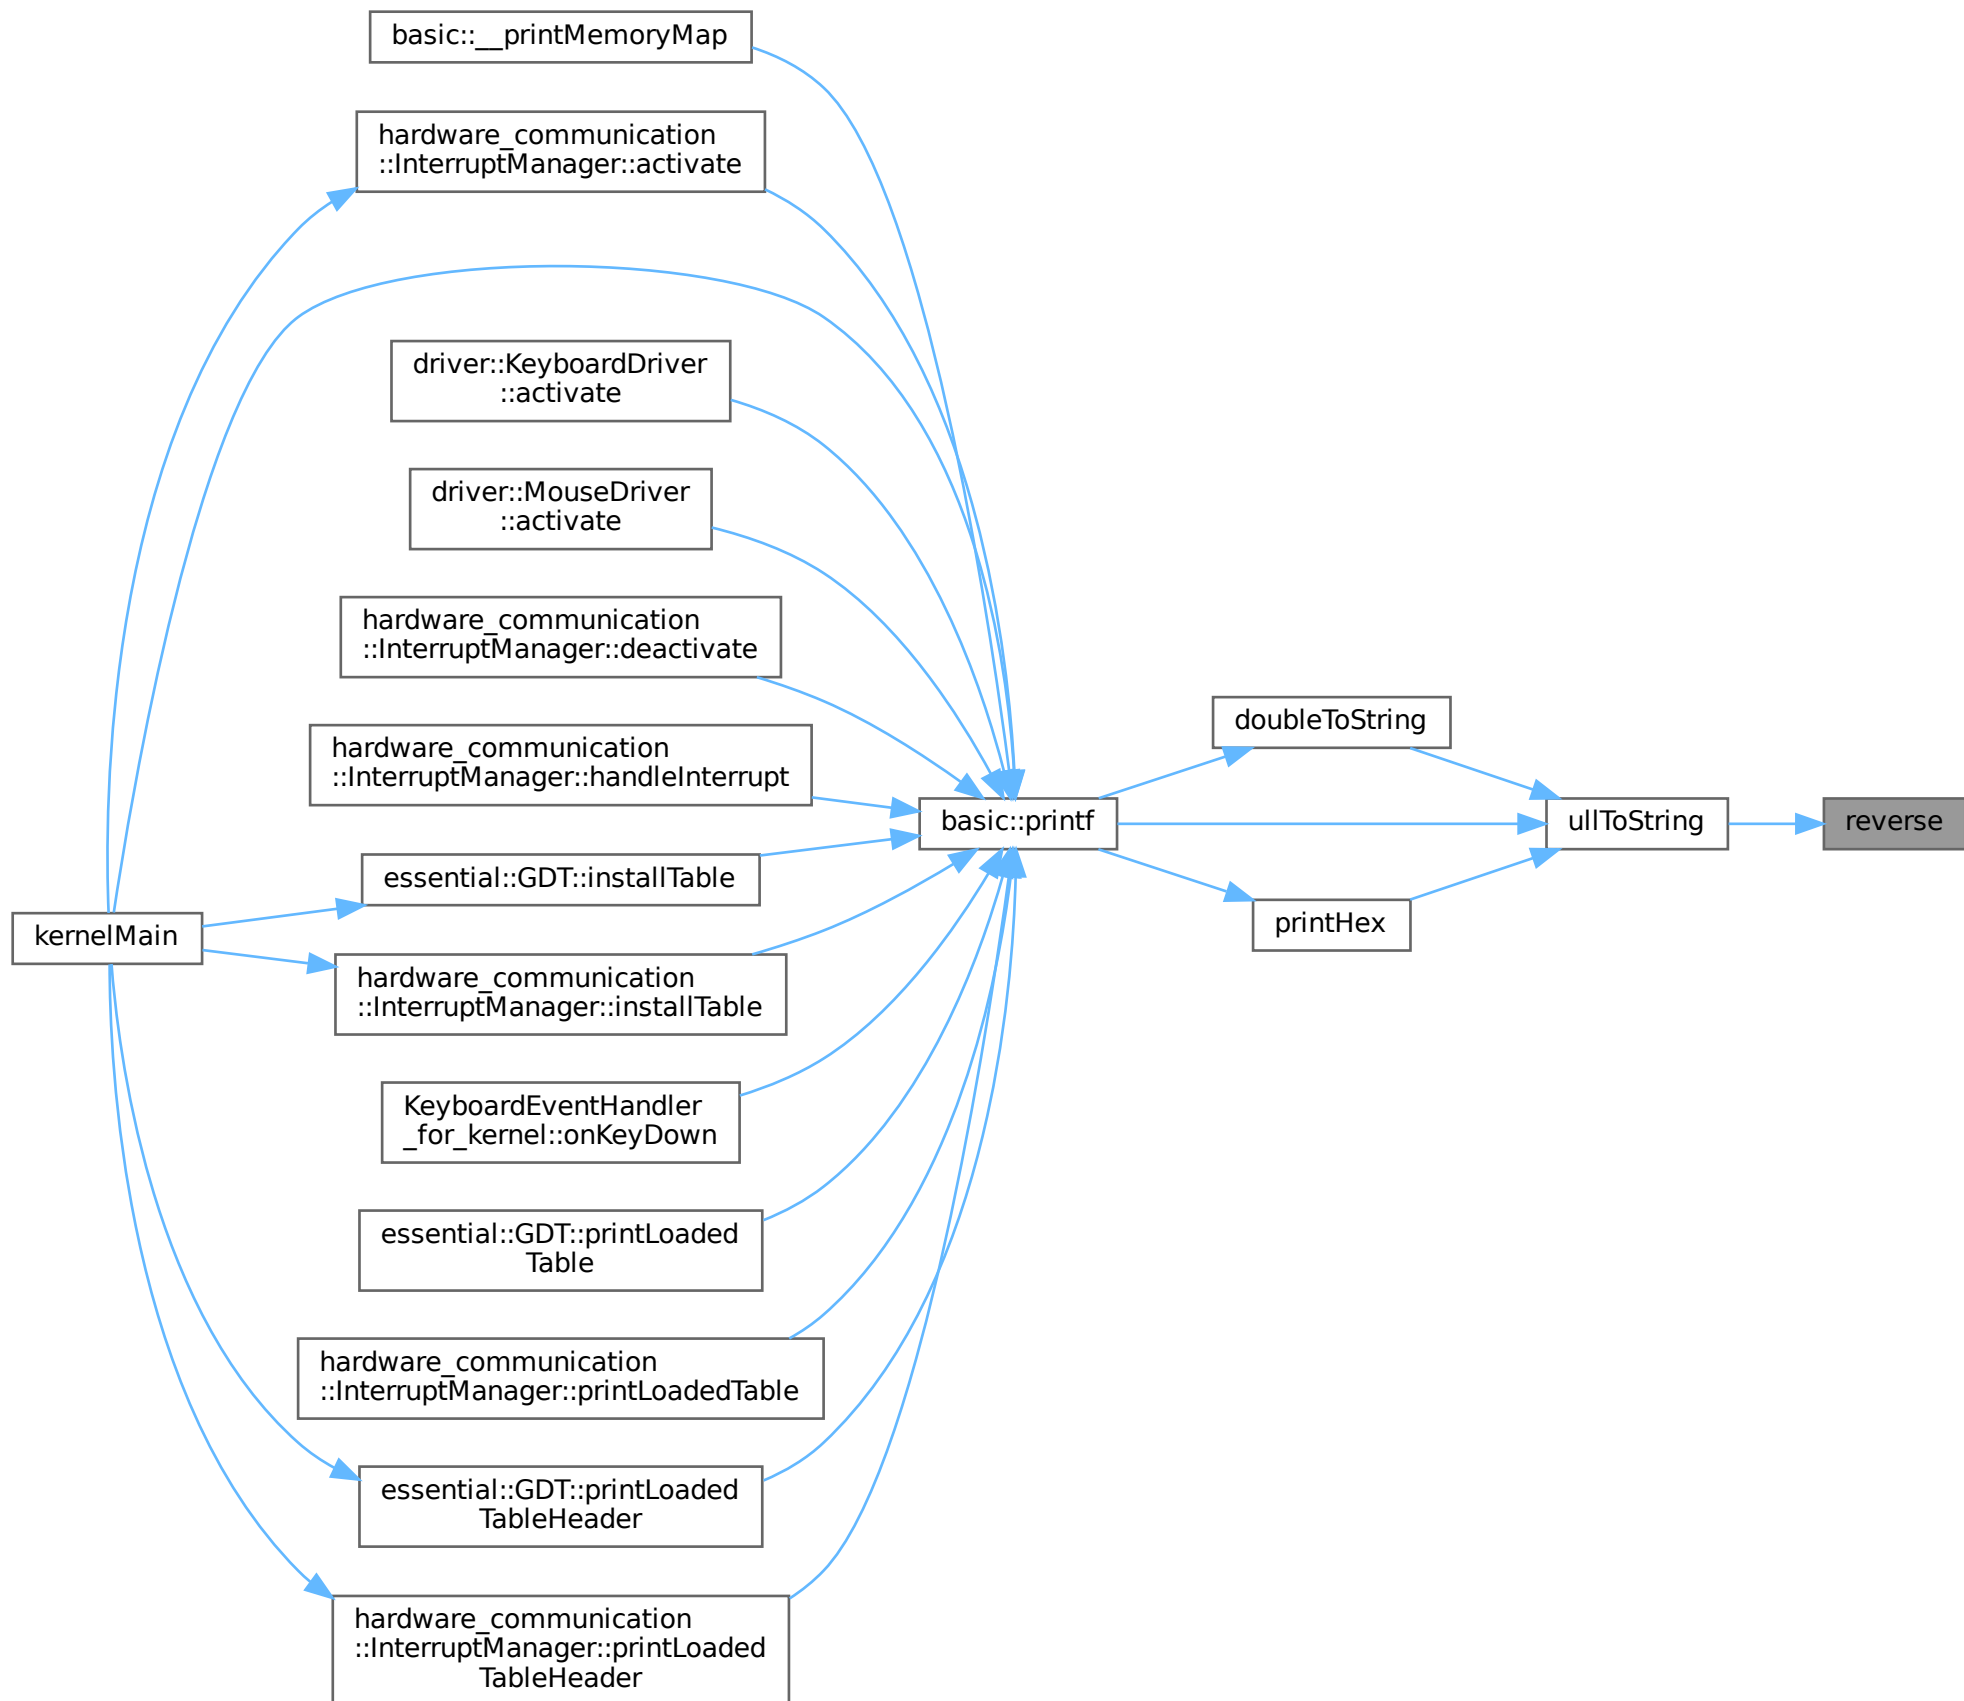 basic::__printMemoryMap
hardware_communication
::InterruptManager::activate
driver::KeyboardDriver
::activate
driver::MouseDriver
::activate
hardware_communication
::InterruptManager::deactivate
hardware_communication
::InterruptManager::handleInterrupt
essential::GDT::installTable
kernelMain
hardware_communication
::InterruptManager::installTable
KeyboardEventHandler
_for_kernel::onKeyDown
essential::GDT::printLoaded
Table
hardware_communication
::InterruptManager::printLoadedTable
essential::GDT::printLoaded
TableHeader
hardware_communication
::InterruptManager::printLoaded
TableHeader
basic::printf
doubleToString
printHex
ullToString
reverse